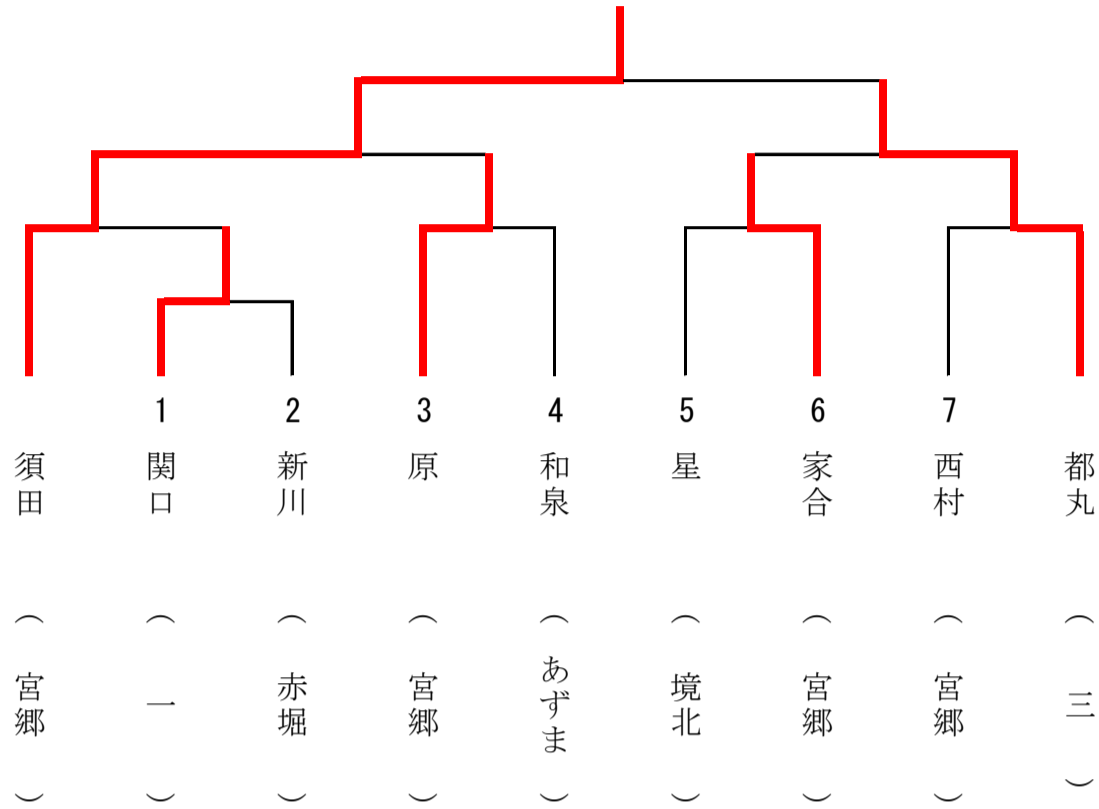 須田（宮郷）
1 関口（一）
2 新川（赤堀）
3 原（宮郷）
4 和泉（あずま）
5 星（境北）
6 家合（宮郷）
7 西村（宮郷）
都丸（三）